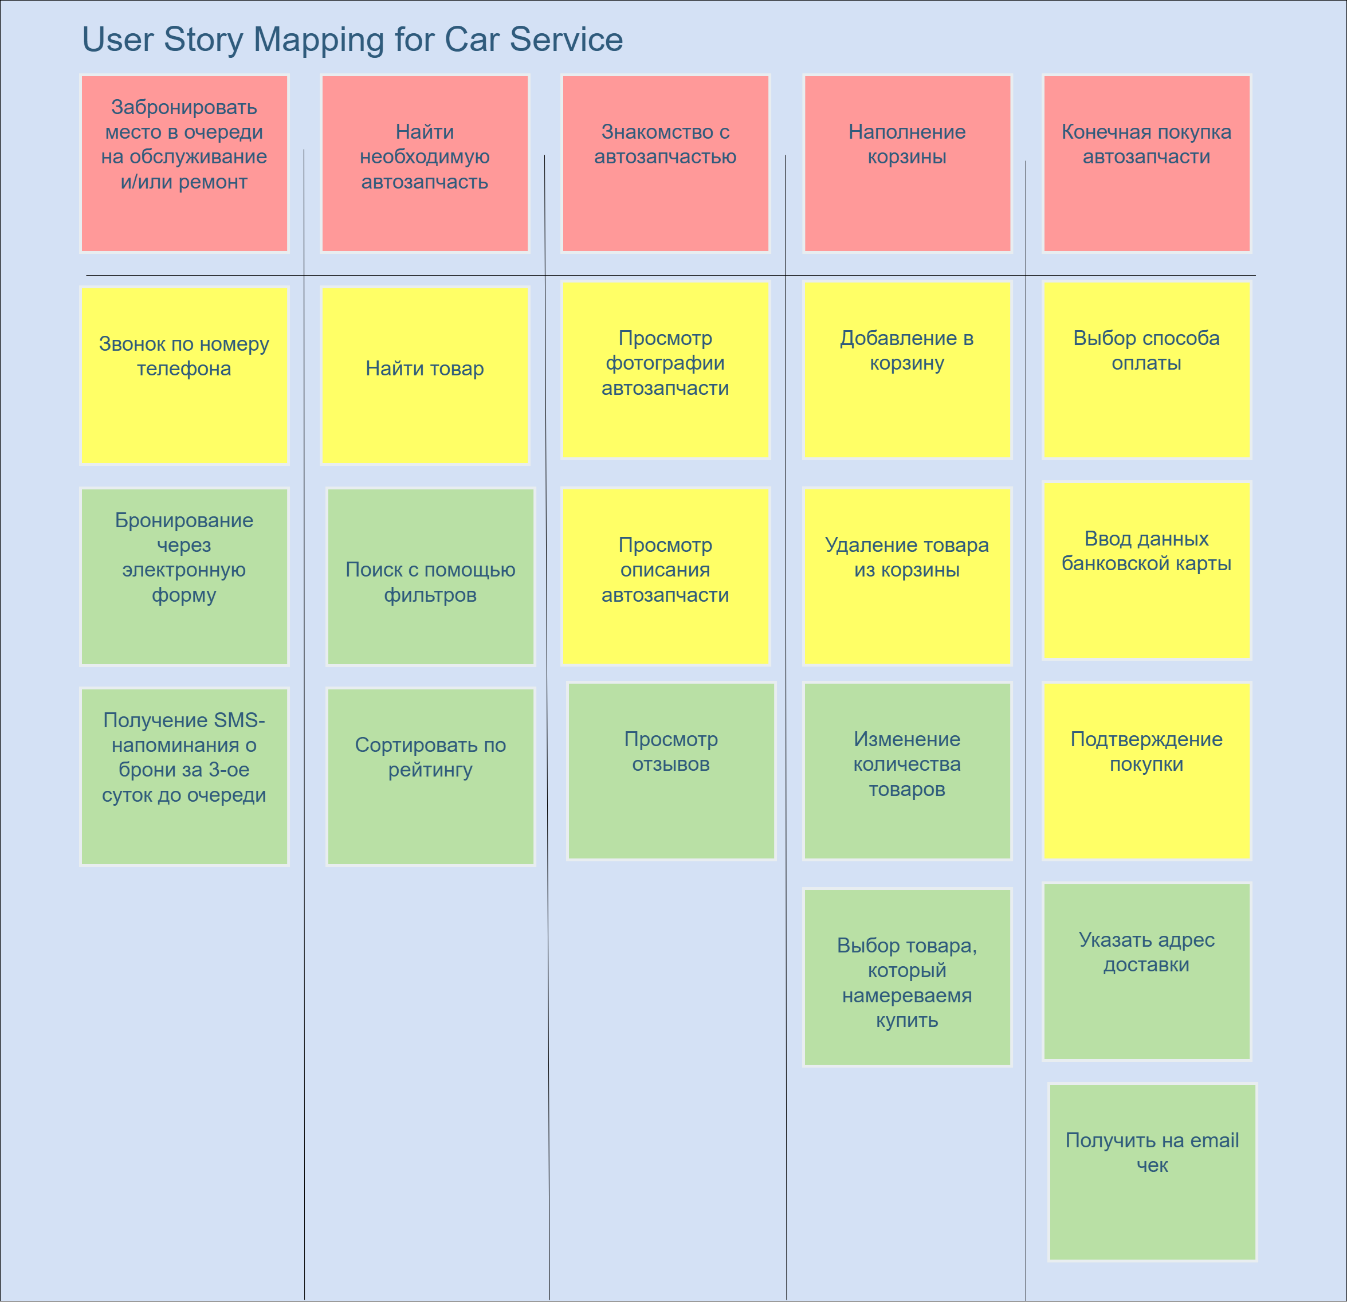 User Story Mapping for Car Service
Забронировать
место в очереди
на обслуживание
и/или ремонт
Найти
необходимую
автозапчасть
Знакомство с
автозапчастью
Наполнение
корзины
Конечная покупка
автозапчасти
Звонок по номеру
телефона
Найти товар
Просмотр
фотографии
автозапчасти
Добавление в
корзину
Выбор способа
оплаты
Бронирование
через
электронную
форму
Поиск с помощью
фильтров
Просмотр
описания
автозапчасти
Удаление товара
из корзины
Ввод данных
банковской карты
Получение SMS-
напоминания о
брони за 3-ое
суток до очереди
Сортировать по
рейтингу
Просмотр
отзывов
Изменение
количества
товаров
Подтверждение
покупки
Выбор товара,
который
намереваемя
купить
Указать адрес
доставки
Получить на email
чек